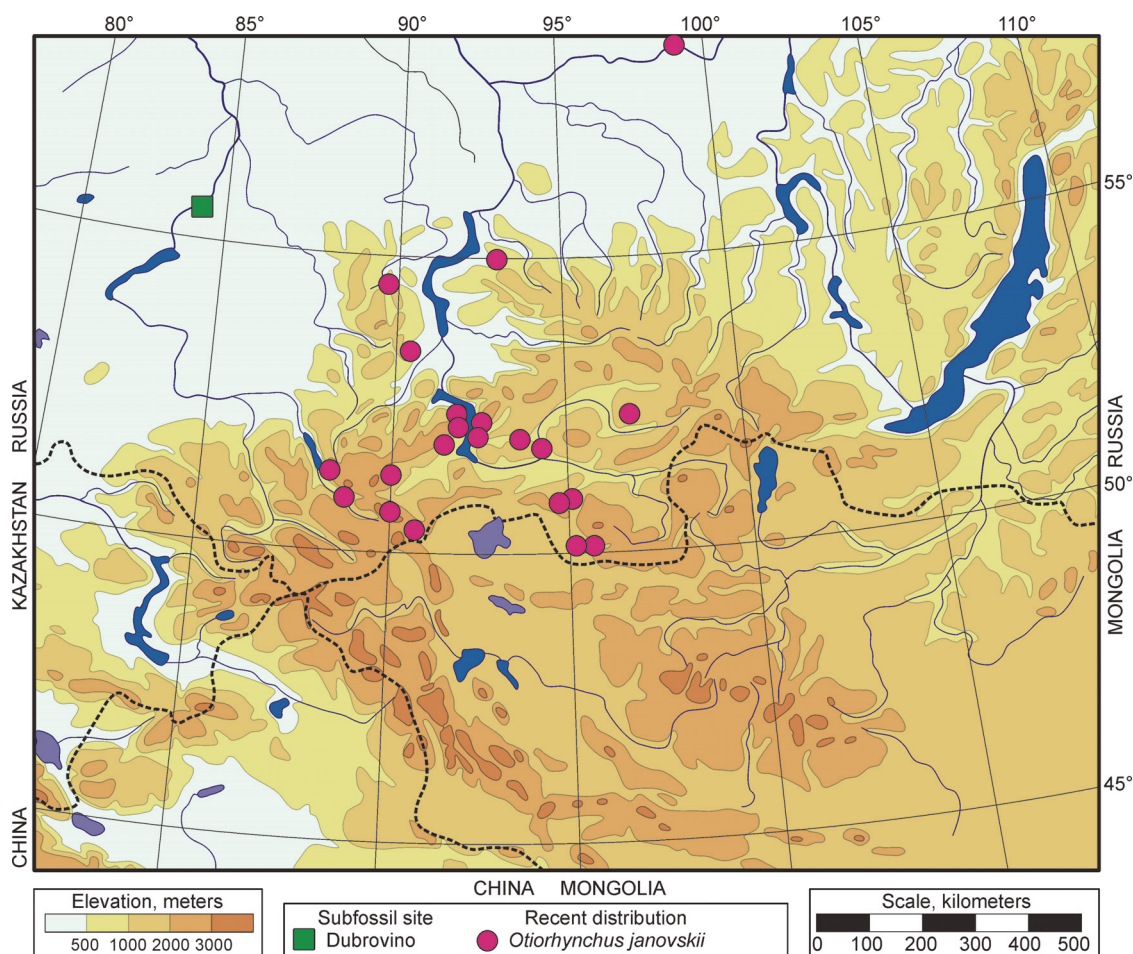 80° 85° 90° 95° 100° 105° 110°
55°
50°
45°
RUSSIA
KAZAKHSTAN
CHINA
RUSSIA
MONGOLIA
CHINA MONGOLIA
Elevation, meters
500 1000 2000 3000
Subfossil site
Dubrovino
Recent distribution
Otiorhynchus janovskii
Scale, kilometers
0 100 200 300 400 500